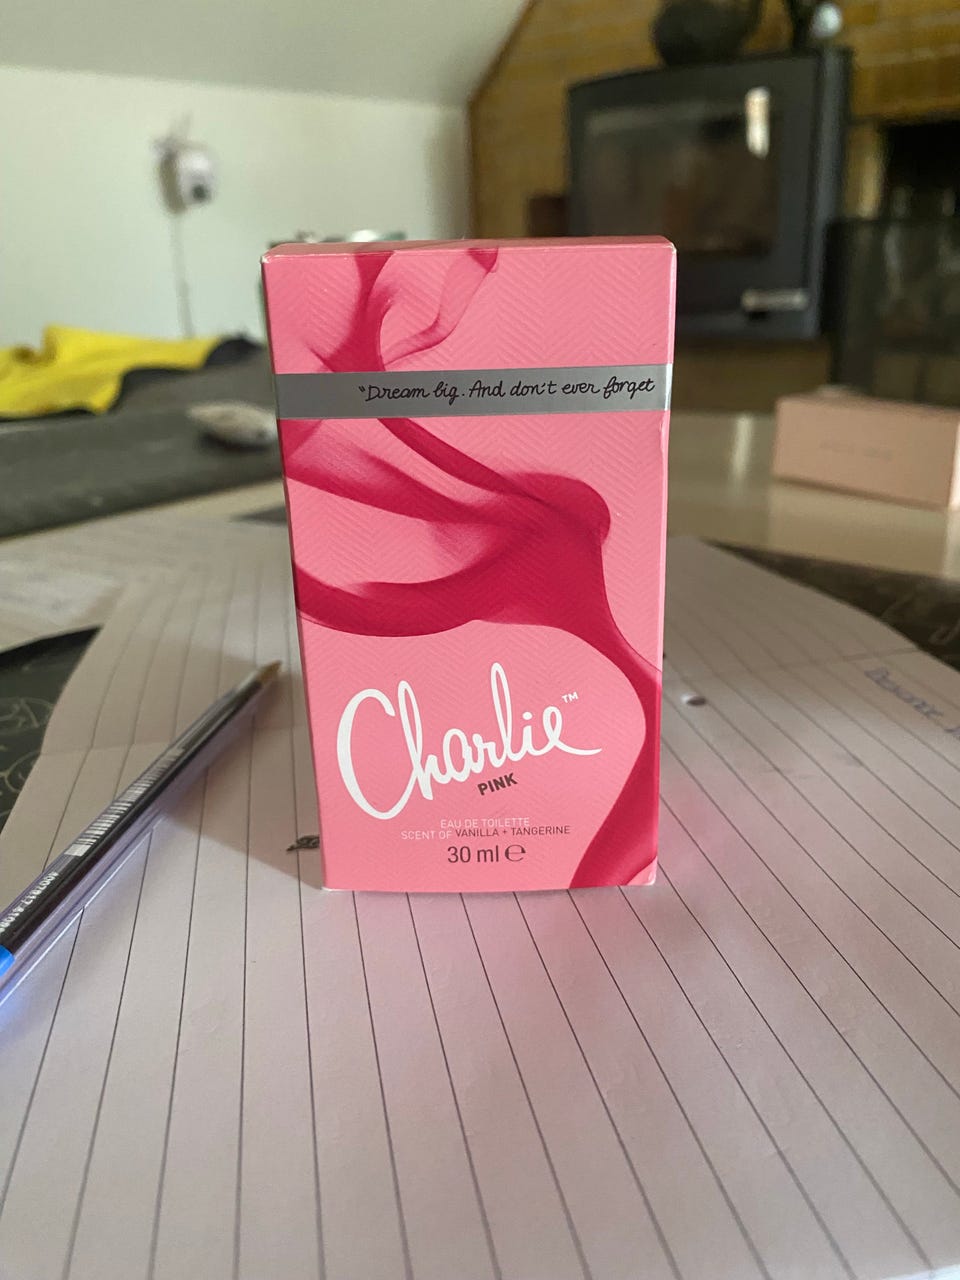 "Dream big. And don't ever forget
Charlie™
PINK
EAU DE TOILETTE
SCENT OF VANILLA + TANGERINE
30 ml ℮